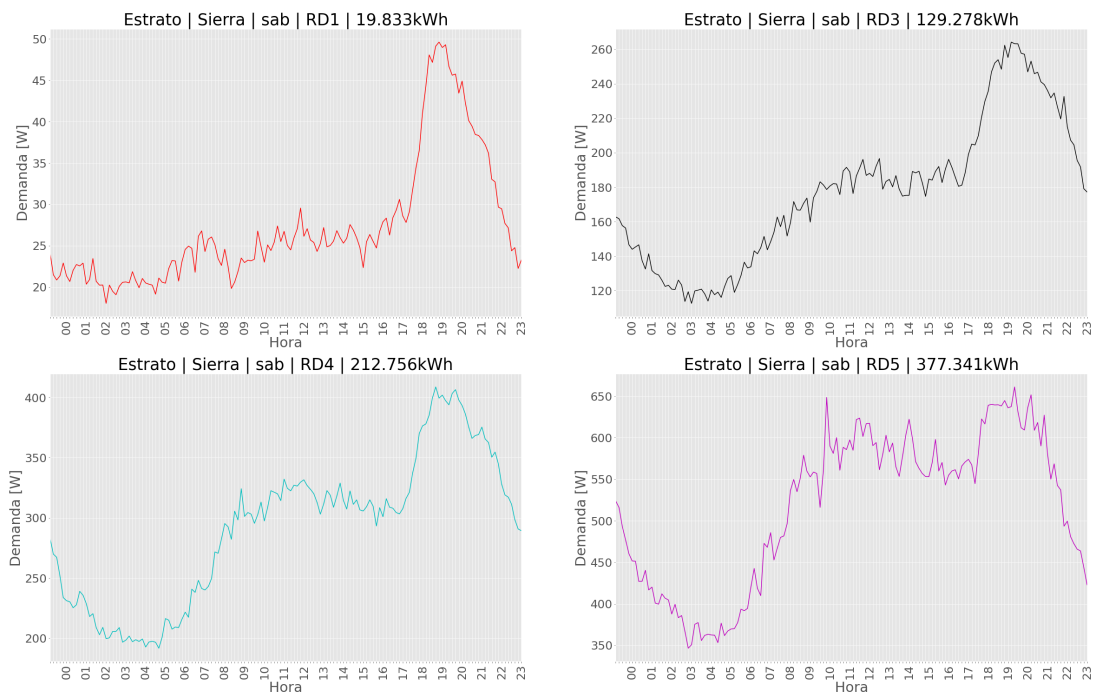 Estrato | Sierra | sab | RD1 | 19.833kWh
Demanda [W]
50
45
40
35
30
25
20
00 01 02 03 04 05 06 07 08 09 10 11 12 13 14 15 16 17 18 19 20 21 22 23
Hora
Estrato | Sierra | sab | RD3 | 129.278kWh
Demanda [W]
260
240
220
200
180
160
140
120
00 01 02 03 04 05 06 07 08 09 10 11 12 13 14 15 16 17 18 19 20 21 22 23
Hora
Estrato | Sierra | sab | RD4 | 212.756kWh
Demanda [W]
400
350
300
250
200
00 01 02 03 04 05 06 07 08 09 10 11 12 13 14 15 16 17 18 19 20 21 22 23
Hora
Estrato | Sierra | sab | RD5 | 377.341kWh
Demanda [W]
650
600
550
500
450
400
350
00 01 02 03 04 05 06 07 08 09 10 11 12 13 14 15 16 17 18 19 20 21 22 23
Hora